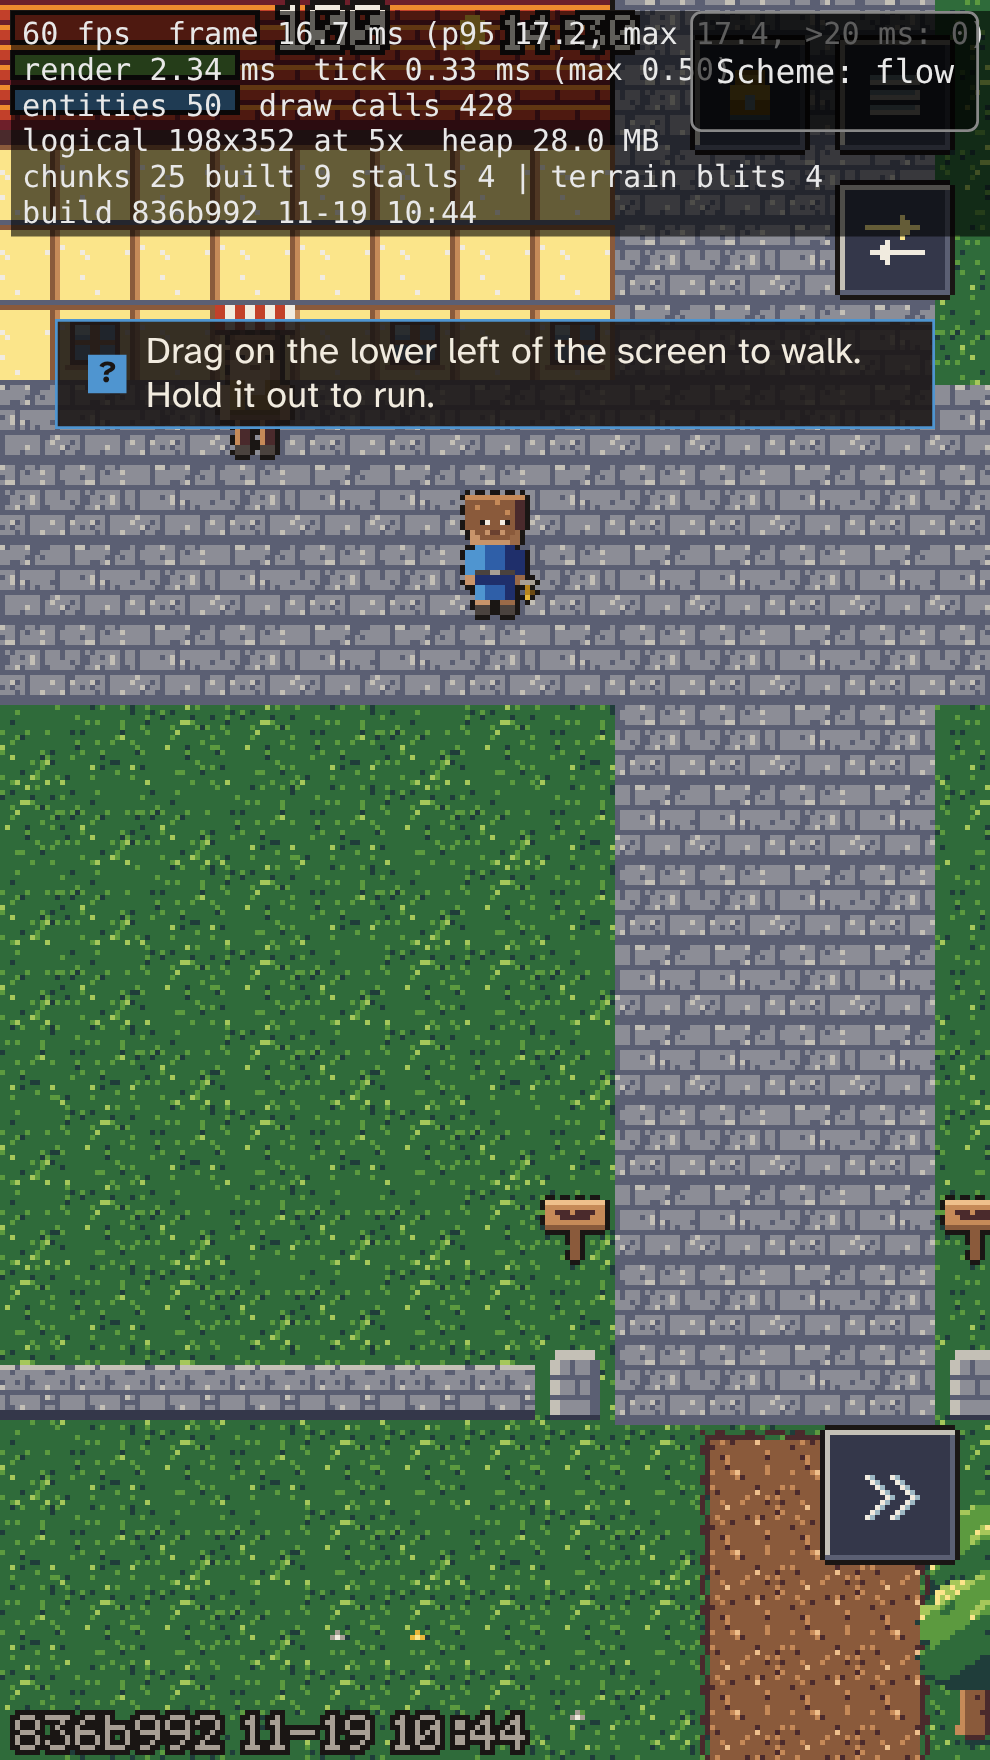 60 fps  frame 16.7 ms (p95 17.2, max 17.4, >20 ms: 0)
render 2.34 ms  tick 0.33 ms (max 0.50)
Scheme: flow
entities 50  draw calls 428
logical 198x352 at 5x  heap 28.0 MB
chunks 25 built 9 stalls 4 | terrain blits 4
build 836b992 11-19 10:44
? Drag on the lower left of the screen to walk.
Hold it out to run.
836b992 11-19 10:44